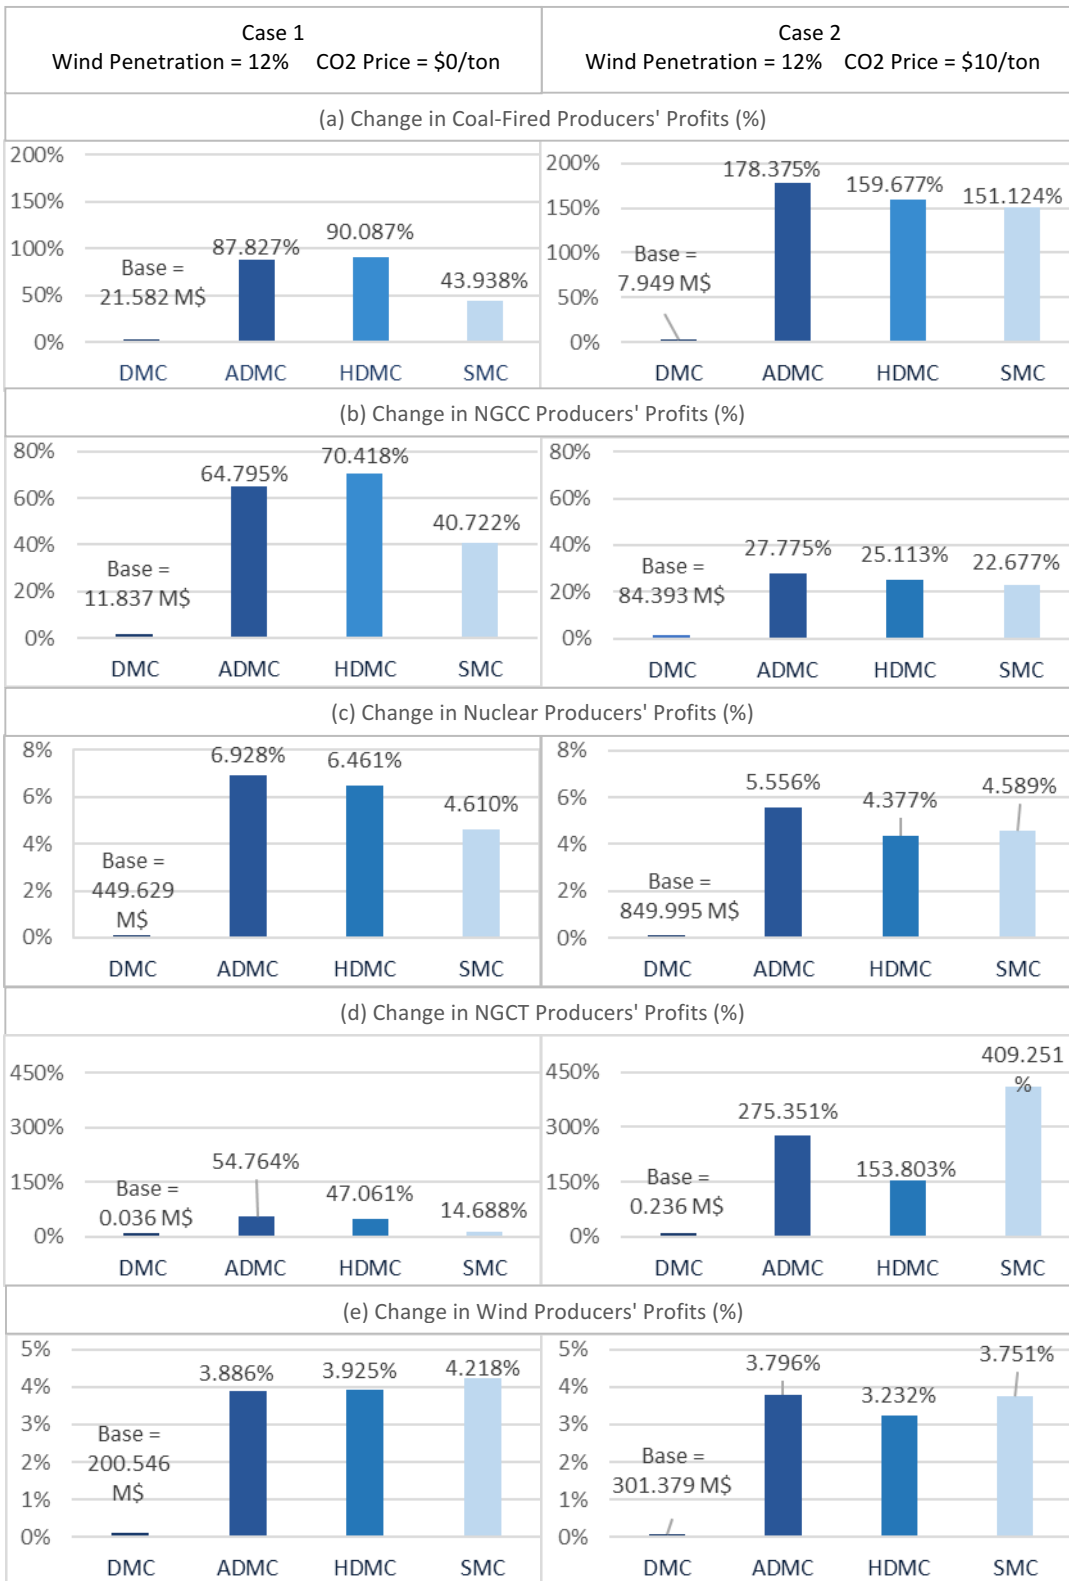 Case 1
Wind Penetration = 12% CO2 Price = $0/ton
Case 2
Wind Penetration = 12% CO2 Price = $10/ton
(a) Change in Coal-Fired Producers' Profits (%)
200%
150%
100%
50%
0%
Base =
21.582 M$
87.827%
90.087%
43.938%
DMC ADMC HDMC SMC
200%
150%
100%
50%
0%
Base =
7.949 M$
178.375%
159.677%
151.124%
DMC ADMC HDMC SMC
(b) Change in NGCC Producers' Profits (%)
80%
60%
40%
20%
0%
Base =
11.837 M$
64.795%
70.418%
40.722%
DMC ADMC HDMC SMC
80%
60%
40%
20%
0%
Base =
84.393 M$
27.775%
25.113%
22.677%
DMC ADMC HDMC SMC
(c) Change in Nuclear Producers' Profits (%)
8%
6%
4%
2%
0%
Base =
449.629
M$
6.928%
6.461%
4.610%
DMC ADMC HDMC SMC
8%
6%
4%
2%
0%
Base =
849.995 M$
5.556%
4.377%
4.589%
DMC ADMC HDMC SMC
(d) Change in NGCT Producers' Profits (%)
450%
300%
150%
0%
Base =
0.036 M$
54.764%
47.061%
14.688%
DMC ADMC HDMC SMC
450%
300%
150%
0%
Base =
0.236 M$
275.351%
153.803%
409.251
%
DMC ADMC HDMC SMC
(e) Change in Wind Producers' Profits (%)
5%
4%
3%
2%
1%
0%
Base =
200.546
M$
3.886%
3.925%
4.218%
DMC ADMC HDMC SMC
5%
4%
3%
2%
1%
0%
Base =
301.379 M$
3.796%
3.232%
3.751%
DMC ADMC HDMC SMC